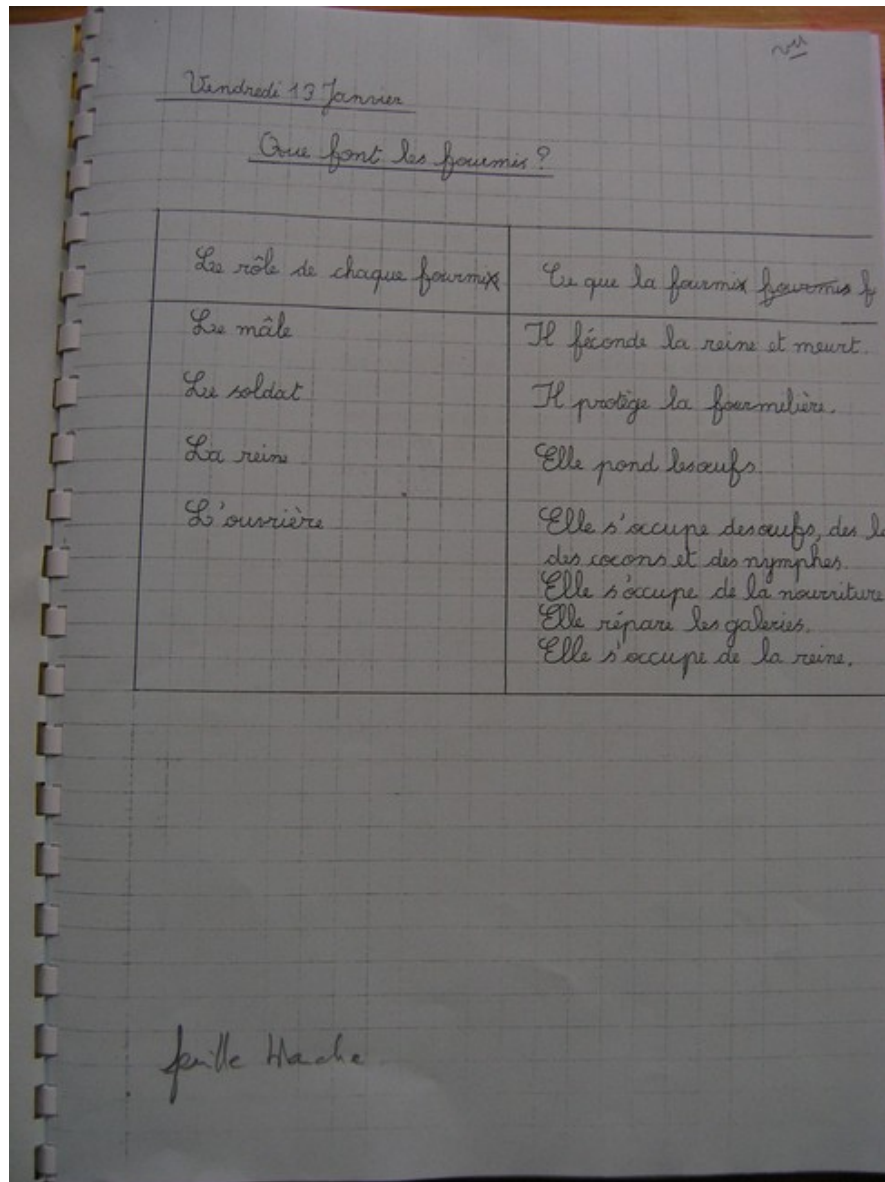 vu
Vendredi 13 Janvier
Que font les fourmis ?
Le rôle de chaque fourmi
Ce que la fourmi fourmis f
Le mâle
Il féconde la reine et meurt.
Le soldat
Il protège la fourmilière.
La reine
Elle pond les œufs.
L'ouvrière
Elle s'occupe des œufs, des la
des cocons et des nymphes.
Elle s'occupe de la nourriture
Elle répare les galeries.
Elle s'occupe de la reine.
feuille blanche